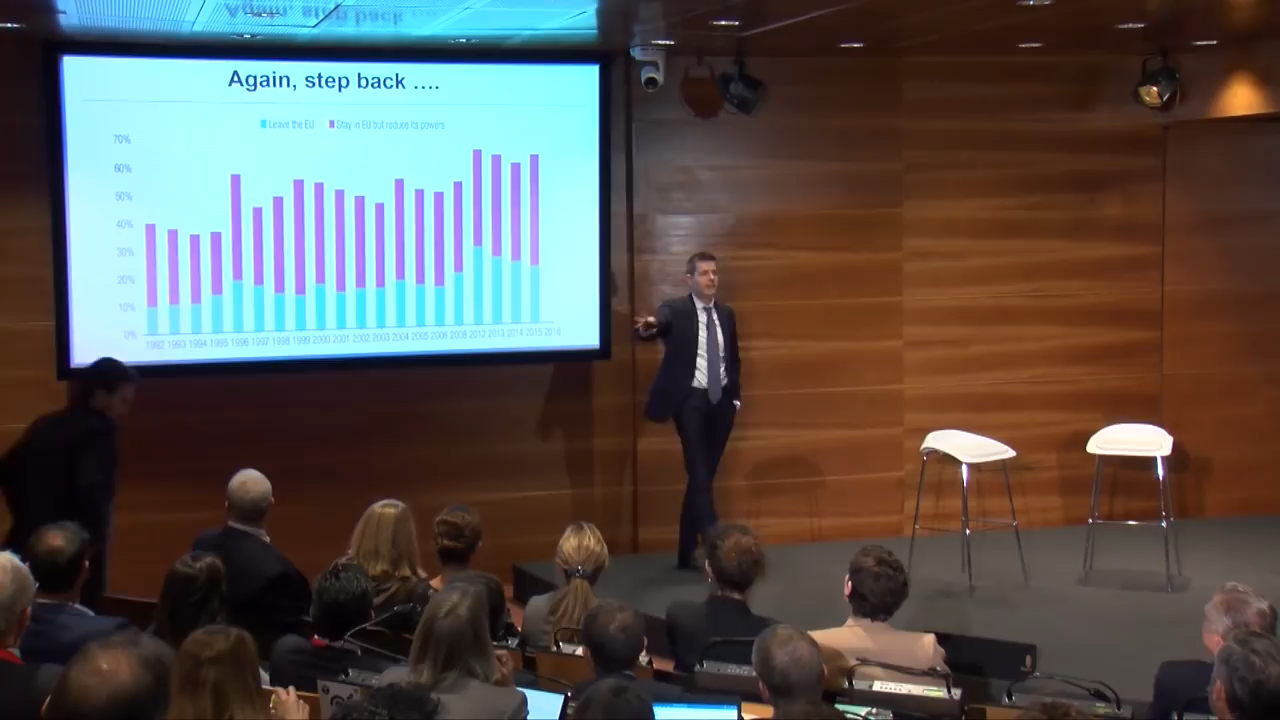 Again, step back ....
Leave the EU Stay in EU but reduce its powers
70%
60%
50%
40%
30%
20%
10%
0%
1992 1993 1994 1995 1996 1997 1998 1999 2000 2001 2002 2003 2004 2005 2006 2008 2012 2013 2014 2015 2016